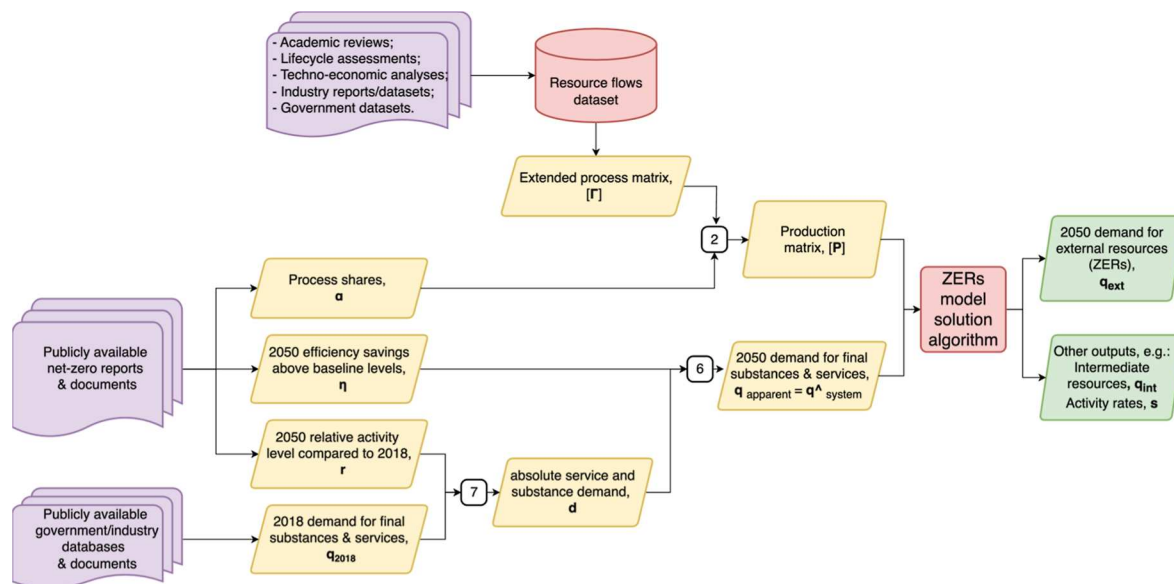 - Academic reviews;
- Lifecycle assessments;
- Techno-economic analyses;
- Industry reports/datasets;
- Government datasets.
Resource flows
dataset
Extended process matrix,
[Γ]
2
Production
matrix, [P]
Process shares,
α
Publicly available
net-zero reports
& documents
2050 efficiency savings
above baseline levels,
η
6
2050 demand for final
substances & services,
q apparent = q^ system
ZERs
model
solution
algorithm
2050 demand for
external resources
(ZERs),
qext
Other outputs, e.g.:
Intermediate
resources, qint
Activity rates, s
2050 relative activity
level compared to 2018,
r
7
absolute service and
substance demand,
d
Publicly available
government/industry
databases
& documents
2018 demand for final
substances & services,
q2018